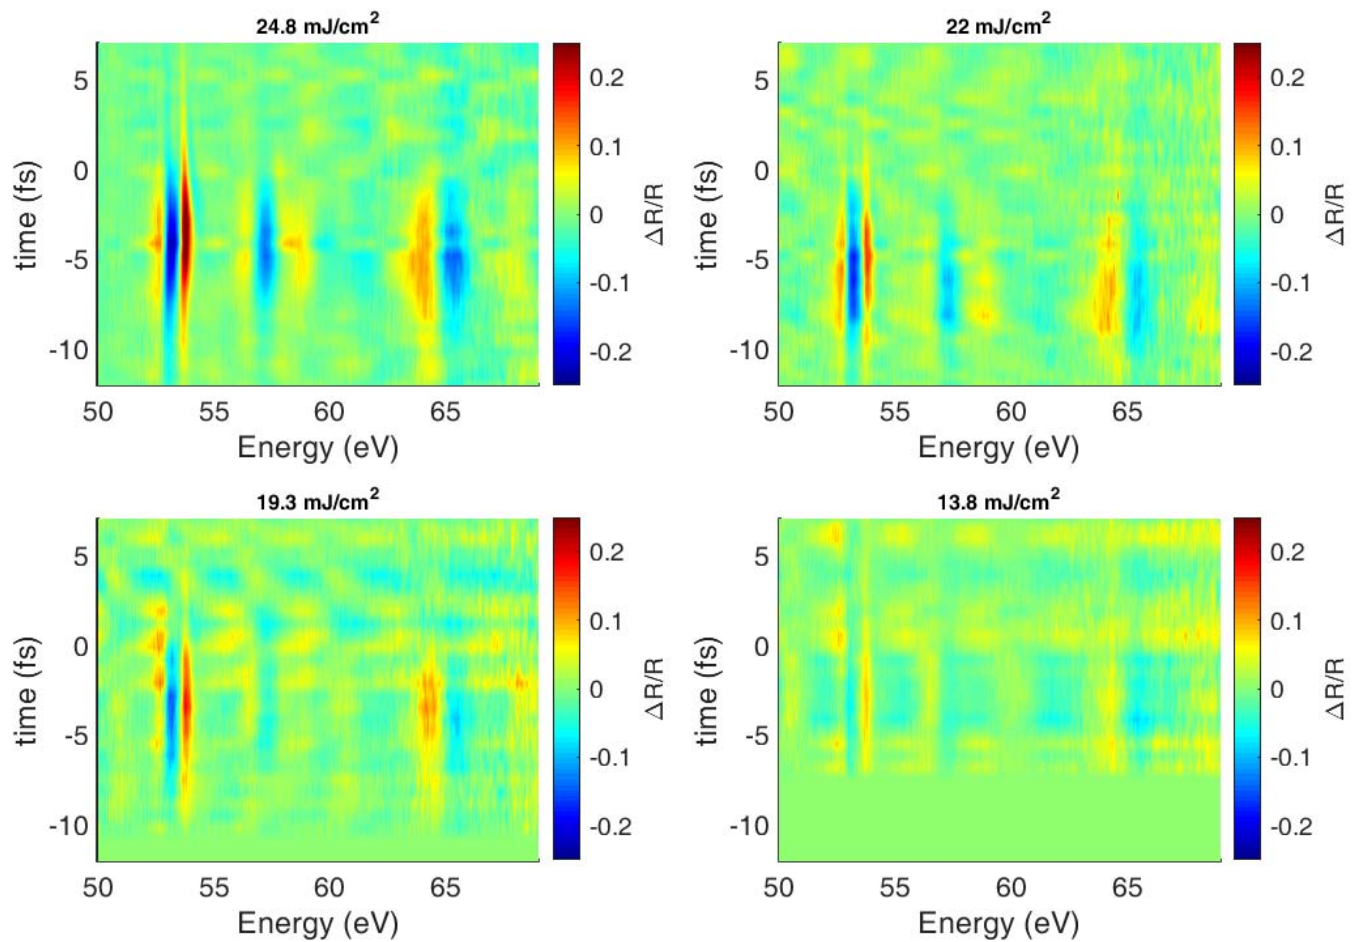 24.8 mJ/cm²
5
0
-5
-10
time (fs)
50 55 60 65
Energy (eV)
0.2
0.1
0
-0.1
-0.2
ΔR/R
22 mJ/cm²
5
0
-5
-10
time (fs)
50 55 60 65
Energy (eV)
0.2
0.1
0
-0.1
-0.2
ΔR/R
19.3 mJ/cm²
5
0
-5
-10
time (fs)
50 55 60 65
Energy (eV)
0.2
0.1
0
-0.1
-0.2
ΔR/R
13.8 mJ/cm²
5
0
-5
-10
time (fs)
50 55 60 65
Energy (eV)
0.2
0.1
0
-0.1
-0.2
ΔR/R